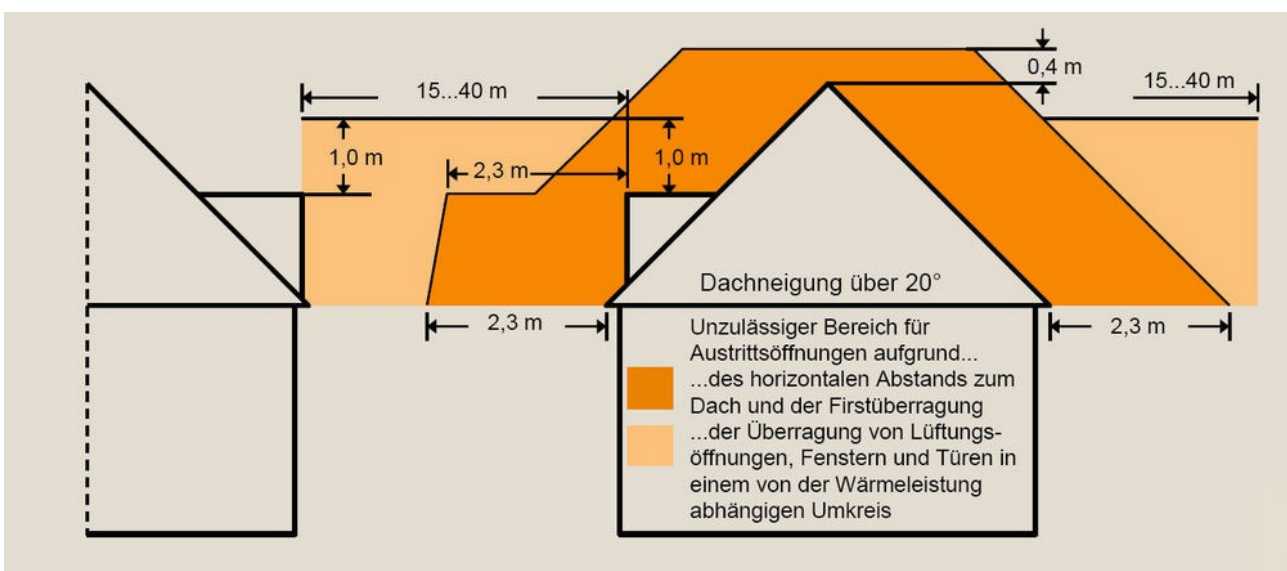 0,4 m
15...40 m
15...40 m
1,0 m
1,0 m
2,3 m
Dachneigung über 20°
2,3 m
2,3 m
Unzulässiger Bereich für
Austrittsöffnungen aufgrund...
...des horizontalen Abstands zum
Dach und der Firstüberragung
...der Überragung von Lüftungs-
öffnungen, Fenstern und Türen in
einem von der Wärmeleistung
abhängigen Umkreis